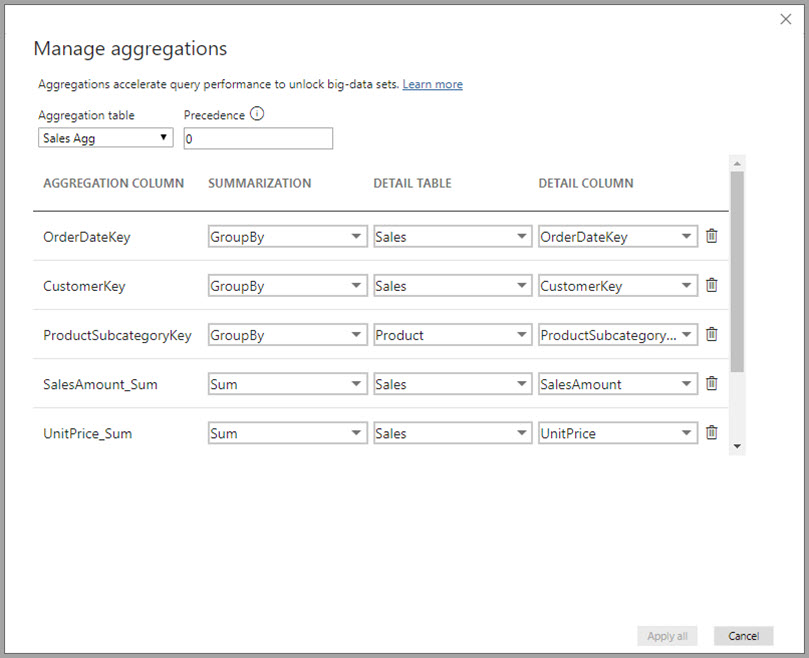 Manage aggregations
Aggregations accelerate query performance to unlock big-data sets. Learn more
Aggregation table Precedence
Sales Agg 0
AGGREGATION COLUMN SUMMARIZATION DETAIL TABLE DETAIL COLUMN
OrderDateKey GroupBy Sales OrderDateKey
CustomerKey GroupBy Sales CustomerKey
ProductSubcategoryKey GroupBy Product ProductSubcategory...
SalesAmount_Sum Sum Sales SalesAmount
UnitPrice_Sum Sum Sales UnitPrice
Apply all Cancel